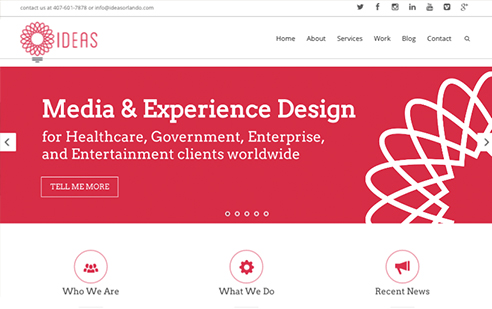 contact us at 407-601-7878 or info@ideasorlando.com
IDEAS
Home About Services Work Blog Contact
Media & Experience Design
for Healthcare, Government, Enterprise,
and Entertainment clients worldwide
TELL ME MORE
Who We Are
What We Do
Recent News